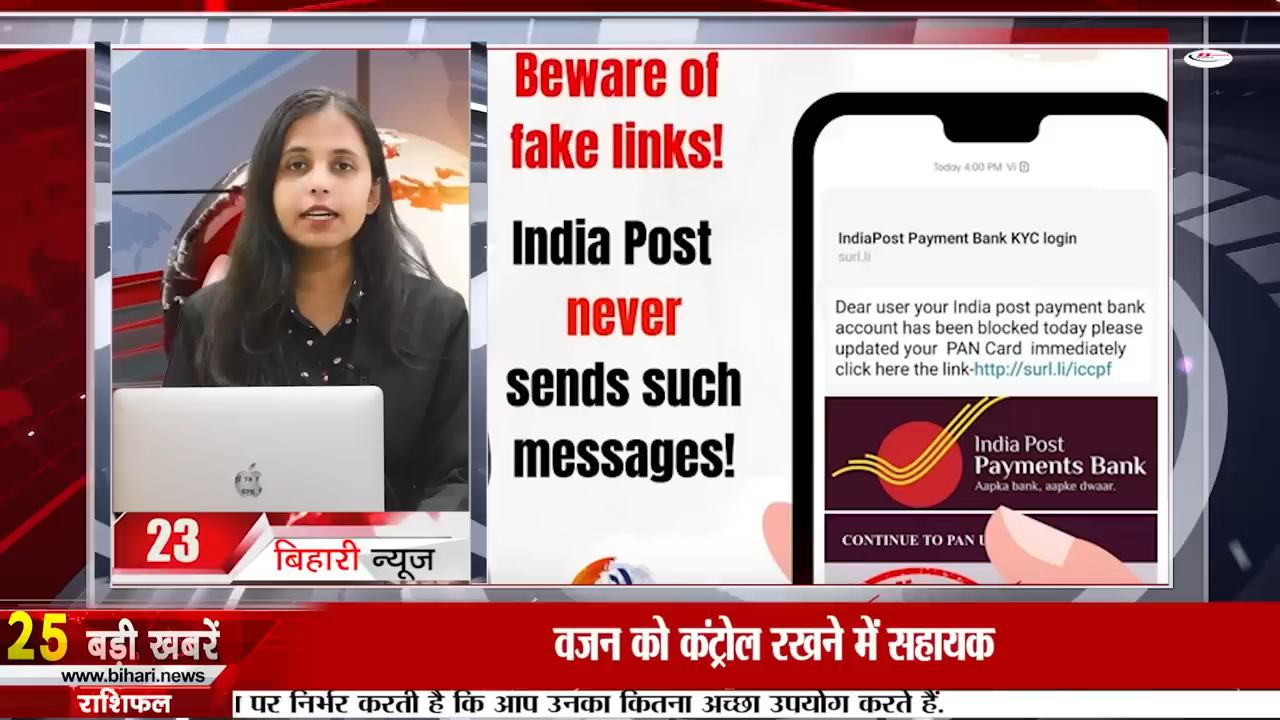 Beware of
fake links!
India Post
never
sends such
messages!
Today 4:00 PM Vi
IndiaPost Payment Bank KYC login
surl.li
Dear user your India post payment bank
account has been blocked today please
updated your PAN Card immediately
click here the link-http://surl.li/iccpf
India Post
Payments Bank
Aapka bank, aapke dwaar.
CONTINUE TO PAN
23
बिहारी न्यूज
25 बड़ी खबरें
www.bihari.news
वजन को कंट्रोल रखने में सहायक
राशिफल
पर निर्भर करती है कि आप उनका कितना अच्छा उपयोग करते हैं.